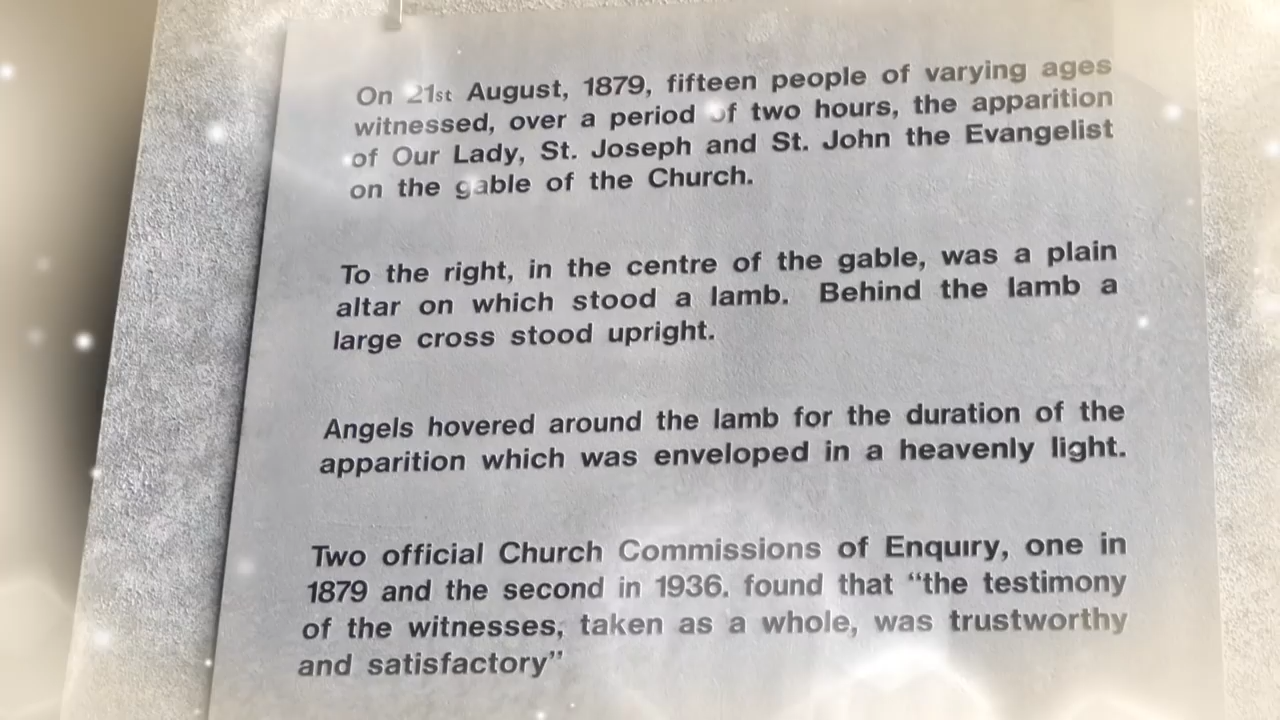 On 21st August, 1879, fifteen people of varying ages
witnessed, over a period of two hours, the apparition
of Our Lady, St. Joseph and St. John the Evangelist
on the gable of the Church.
To the right, in the centre of the gable, was a plain
altar on which stood a lamb. Behind the lamb a
large cross stood upright.
Angels hovered around the lamb for the duration of the
apparition which was enveloped in a heavenly light.
Two official Church Commissions of Enquiry, one in
1879 and the second in 1936. found that “the testimony
of the witnesses, taken as a whole, was trustworthy
and satisfactory”